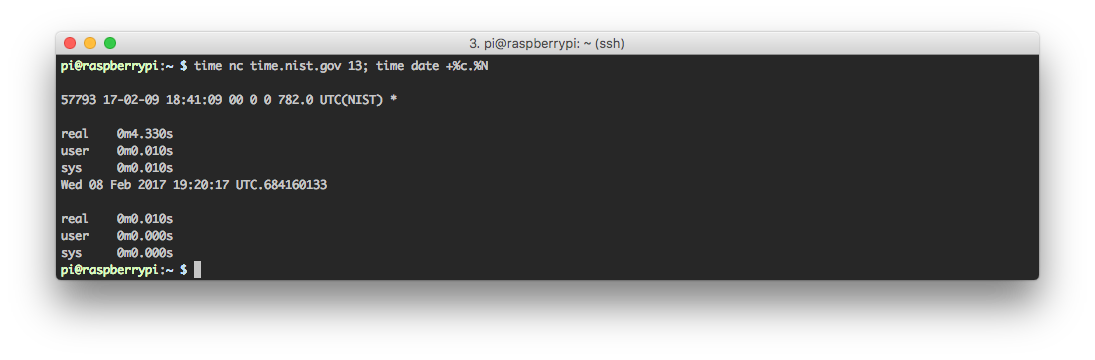 3. pi@raspberrypi: ~ (ssh)
pi@raspberrypi:~ $ time nc time.nist.gov 13; time date +%c.%N
57793 17-02-09 18:41:09 00 0 0 782.0 UTC(NIST) *
real    0m4.330s
user    0m0.010s
sys     0m0.010s
Wed 08 Feb 2017 19:20:17 UTC.684160133
real    0m0.010s
user    0m0.000s
sys     0m0.000s
pi@raspberrypi:~ $